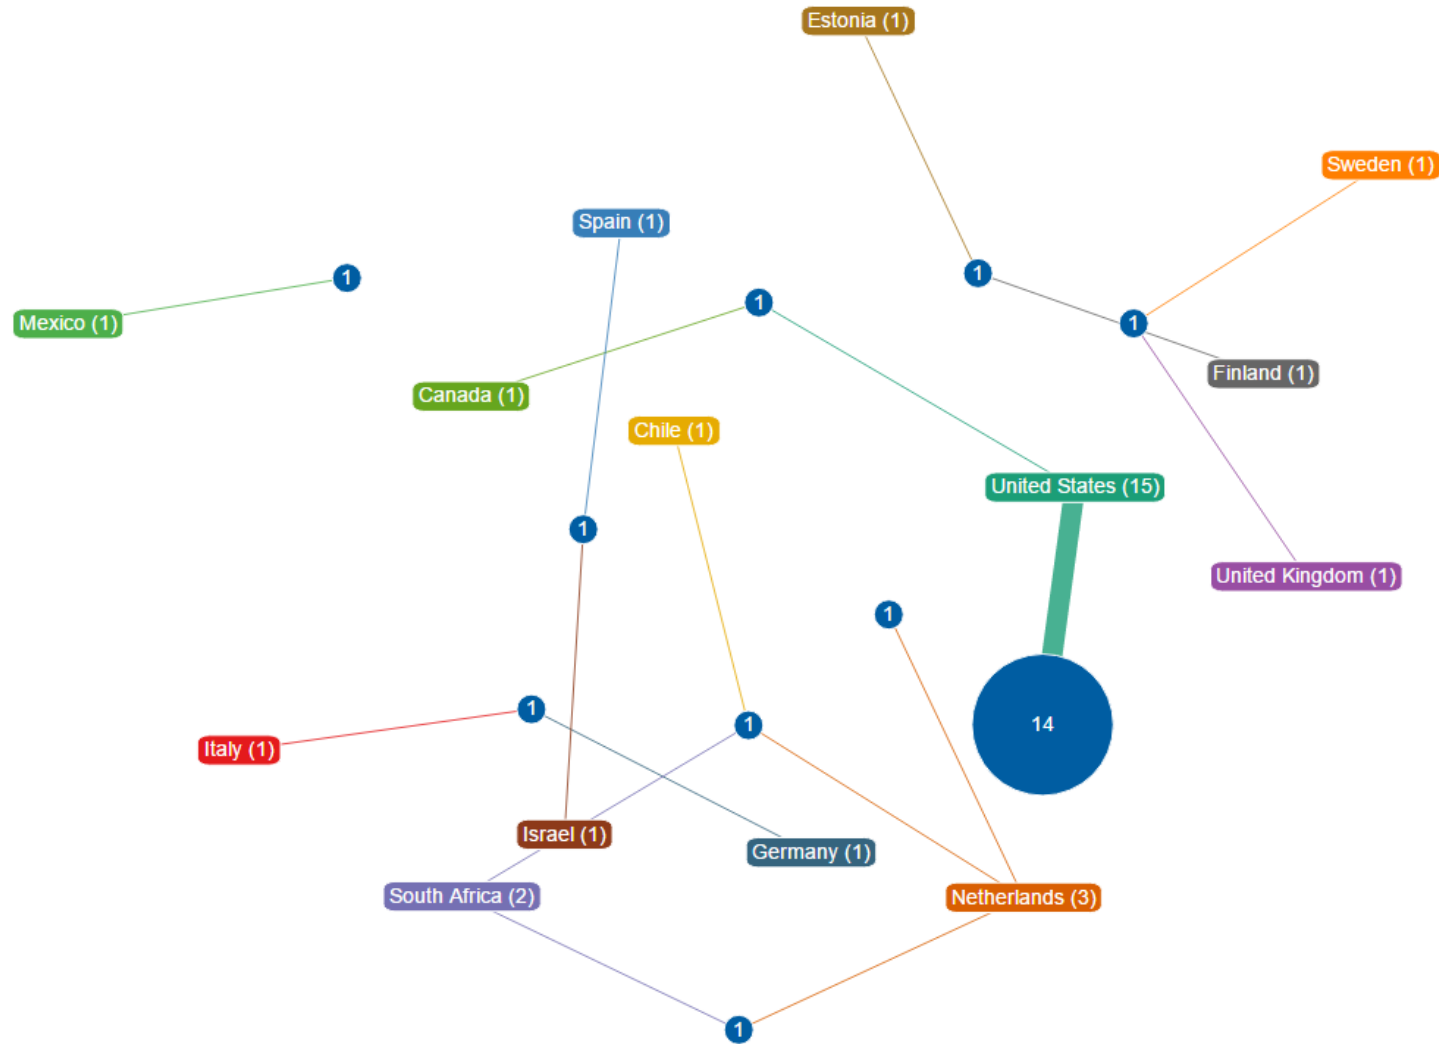 Estonia (1)
Sweden (1)
Spain (1)
1
1
1
Mexico (1)
1
Finland (1)
Canada (1)
Chile (1)
United States (15)
1
United Kingdom (1)
1
1
14
1
Italy (1)
Israel (1)
Germany (1)
South Africa (2)
Netherlands (3)
1